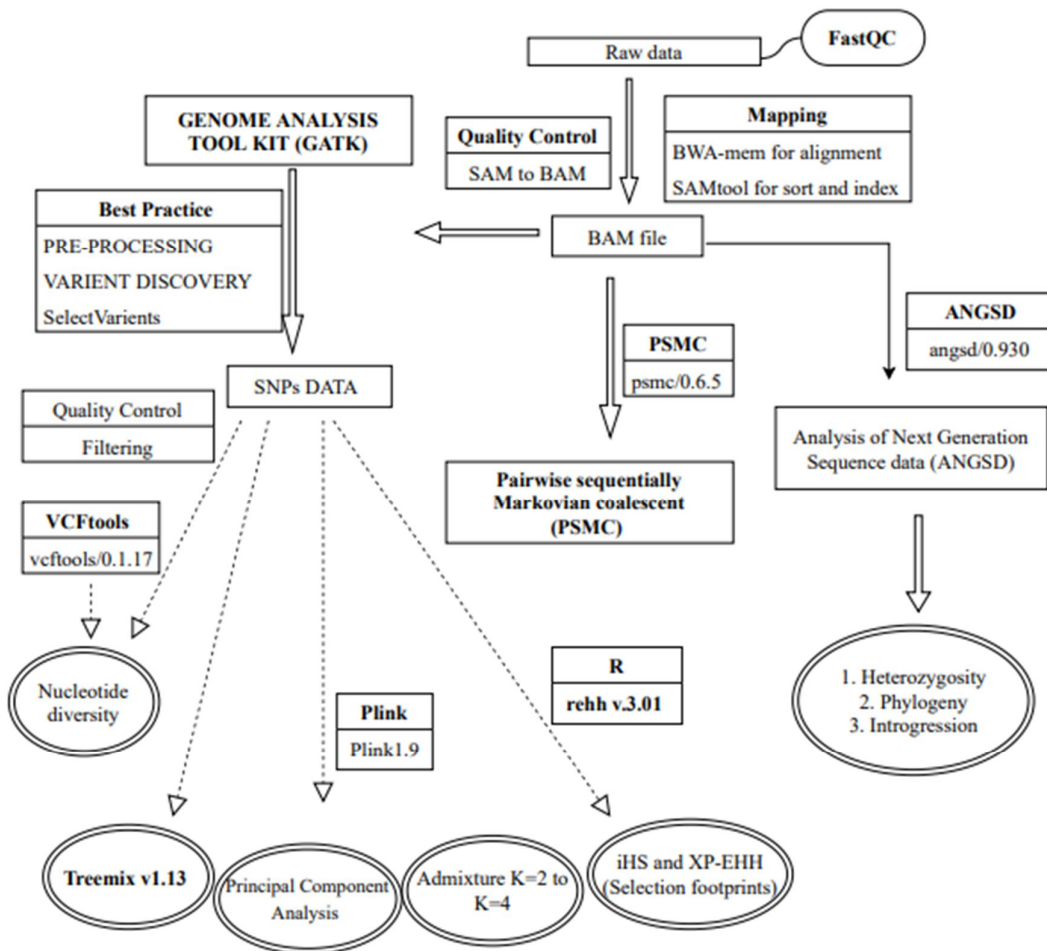 FastQC
Raw data
GENOME ANALYSIS
TOOL KIT (GATK)
Quality Control
SAM to BAM
Mapping
BWA-mem for alignment
SAMtool for sort and index
Best Practice
PRE-PROCESSING
VARIENT DISCOVERY
SelectVarients
BAM file
ANGSD
angsd/0.930
PSMC
psmc/0.6.5
SNPs DATA
Quality Control
Filtering
Analysis of Next Generation
Sequence data (ANGSD)
Pairwise sequentially
Markovian coalescent
(PSMC)
VCFtools
vcftools/0.1.17
Nucleotide
diversity
R
rehh v.3.01
1. Heterozygosity
2. Phylogeny
3. Introgression
Plink
Plink1.9
Treemix v1.13
Principal Component
Analysis
Admixture K=2 to
K=4
iHS and XP-EHH
(Selection footprints)